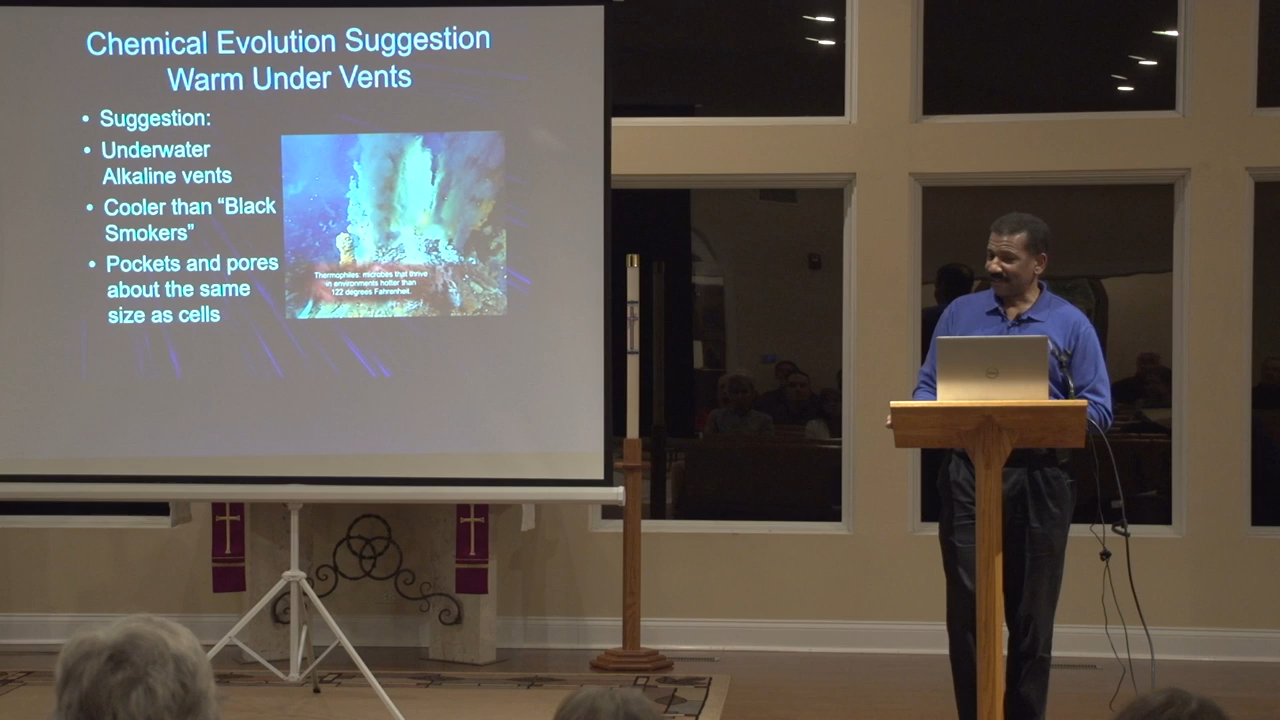 Chemical Evolution Suggestion
Warm Under Vents
• Suggestion:
• Underwater
Alkaline vents
• Cooler than “Black
Smokers”
• Pockets and pores
about the same
size as cells
Thermophiles: microbes that thrive
in environments hotter than
122 degrees Fahrenheit.